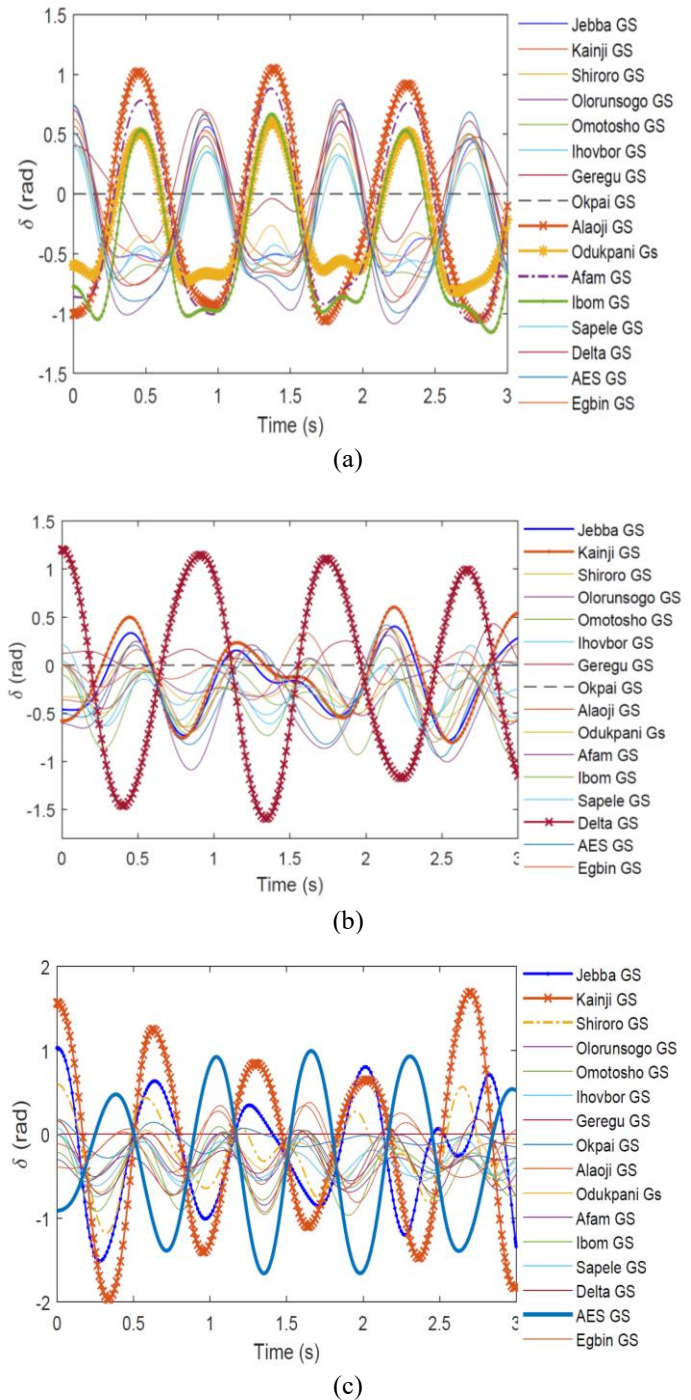 1.5
1
0.5
0
-0.5
-1
-1.5
δ (rad)
0 0.5 1 1.5 2 2.5 3
Time (s)
Jebba GS
Kainji GS
Shiroro GS
Olorunsogo GS
Omotosho GS
Ihovbor GS
Geregu GS
Okpai GS
Alaoji GS
Odukpani Gs
Afam GS
Ibom GS
Sapele GS
Delta GS
AES GS
Egbin GS
(a)
1.5
1
0.5
0
-0.5
-1
-1.5
δ (rad)
0 0.5 1 1.5 2 2.5 3
Time (s)
Jebba GS
Kainji GS
Shiroro GS
Olorunsogo GS
Omotosho GS
Ihovbor GS
Geregu GS
Okpai GS
Alaoji GS
Odukpani Gs
Afam GS
Ibom GS
Sapele GS
Delta GS
AES GS
Egbin GS
(b)
2
1
0
-1
-2
δ (rad)
0 0.5 1 1.5 2 2.5 3
Time (s)
Jebba GS
Kainji GS
Shiroro GS
Olorunsogo GS
Omotosho GS
Ihovbor GS
Geregu GS
Okpai GS
Alaoji GS
Odukpani Gs
Afam GS
Ibom GS
Sapele GS
Delta GS
AES GS
Egbin GS
(c)